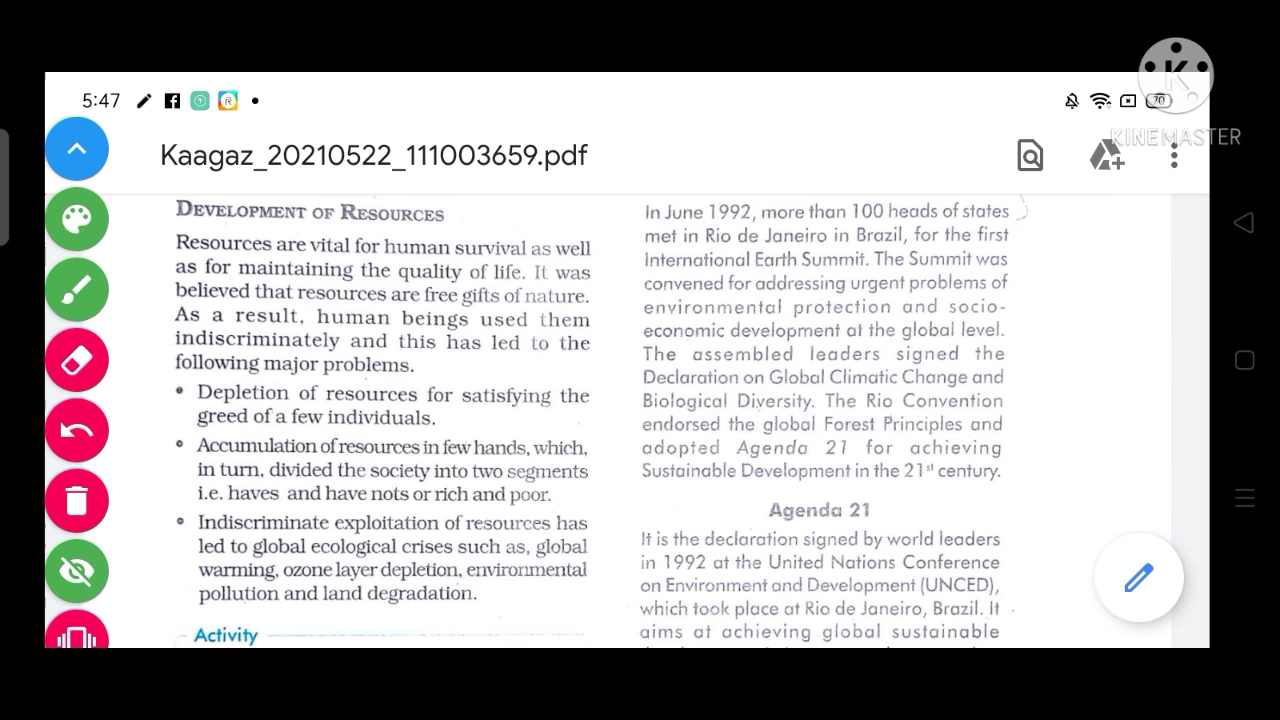 KINEMASTER
5:47
70
Kaagaz_20210522_111003659.pdf
DEVELOPMENT OF RESOURCES
Resources are vital for human survival as well
as for maintaining the quality of life. It was
believed that resources are free gifts of nature.
As a result, human beings used them
indiscriminately and this has led to the
following major problems.
• Depletion of resources for satisfying the
greed of a few individuals.
• Accumulation of resources in few hands, which,
in turn, divided the society into two segments
i.e. haves and have nots or rich and poor.
• Indiscriminate exploitation of resources has
led to global ecological crises such as, global
warming, ozone layer depletion, environmental
pollution and land degradation.
Activity
In June 1992, more than 100 heads of states
met in Rio de Janeiro in Brazil, for the first
International Earth Summit. The Summit was
convened for addressing urgent problems of
environmental protection and socio-
economic development at the global level.
The assembled leaders signed the
Declaration on Global Climatic Change and
Biological Diversity. The Rio Convention
endorsed the global Forest Principles and
adopted Agenda 21 for achieving
Sustainable Development in the 21st century.
Agenda 21
It is the declaration signed by world leaders
in 1992 at the United Nations Conference
on Environment and Development (UNCED),
which took place at Rio de Janeiro, Brazil. It
aims at achieving global sustainable